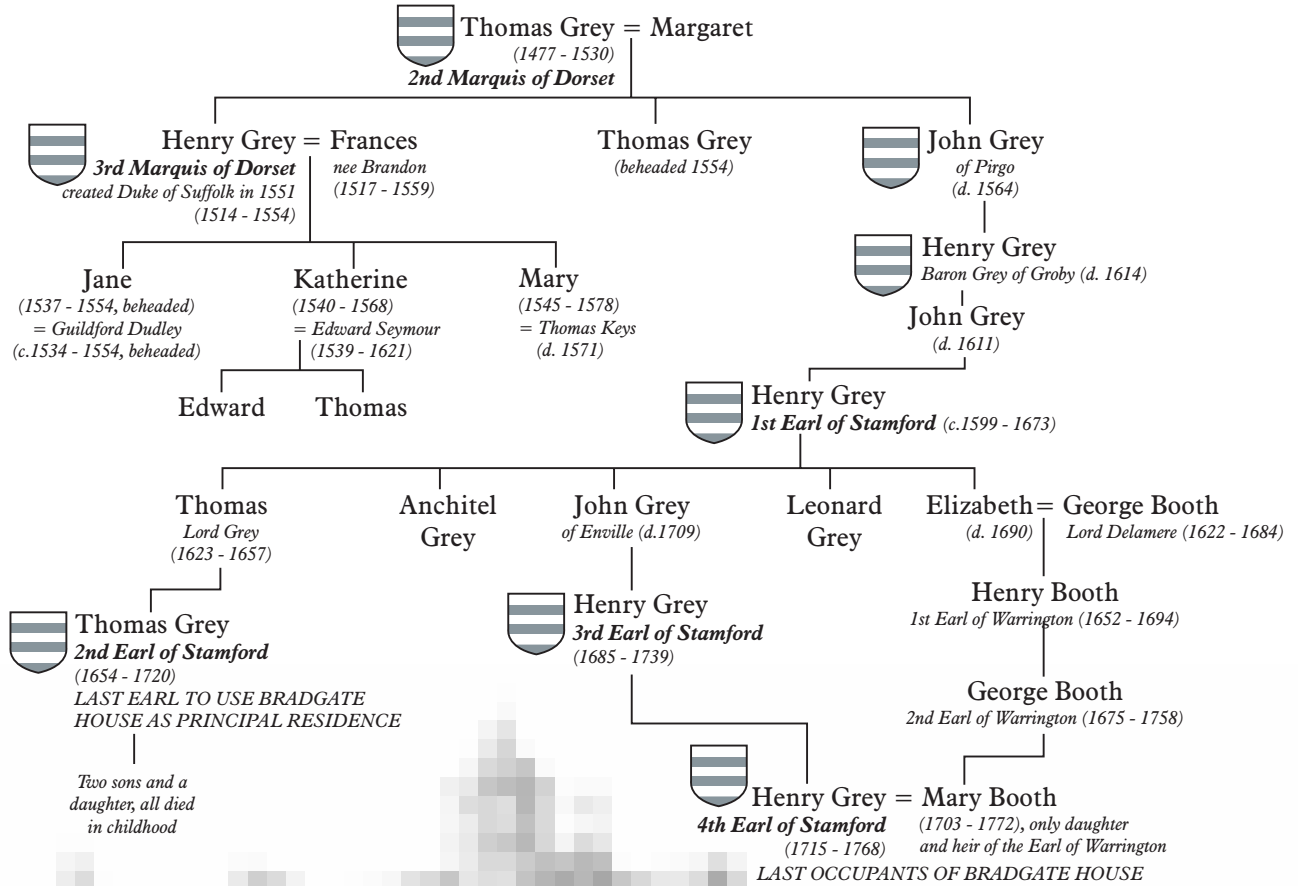 Thomas Grey = Margaret
(1477 - 1530)
2nd Marquis of Dorset
Henry Grey = Frances
3rd Marquis of Dorset
created Duke of Suffolk in 1551
(1514 - 1554)
nee Brandon
(1517 - 1559)
Thomas Grey
(beheaded 1554)
John Grey
of Pirgo
(d. 1564)
Henry Grey
Baron Grey of Groby (d. 1614)
John Grey
(d. 1611)
Jane
(1537 - 1554, beheaded)
= Guildford Dudley
(c.1534 - 1554, beheaded)
Katherine
(1540 - 1568)
= Edward Seymour
(1539 - 1621)
Mary
(1545 - 1578)
= Thomas Keys
(d. 1571)
Edward
Thomas
Henry Grey
1st Earl of Stamford (c.1599 - 1673)
Thomas
Lord Grey
(1623 - 1657)
Anchitel
Grey
John Grey
of Enville (d.1709)
Leonard
Grey
Elizabeth = George Booth
(d. 1690)
Lord Delamere (1622 - 1684)
Thomas Grey
2nd Earl of Stamford
(1654 - 1720)
LAST EARL TO USE BRADGATE
HOUSE AS PRINCIPAL RESIDENCE
Two sons and a
daughter, all died
in childhood
Henry Grey
3rd Earl of Stamford
(1685 - 1739)
Henry Booth
1st Earl of Warrington (1652 - 1694)
George Booth
2nd Earl of Warrington (1675 - 1758)
Henry Grey = Mary Booth
4th Earl of Stamford
(1715 - 1768)
(1703 - 1772), only daughter
and heir of the Earl of Warrington
LAST OCCUPANTS OF BRADGATE HOUSE